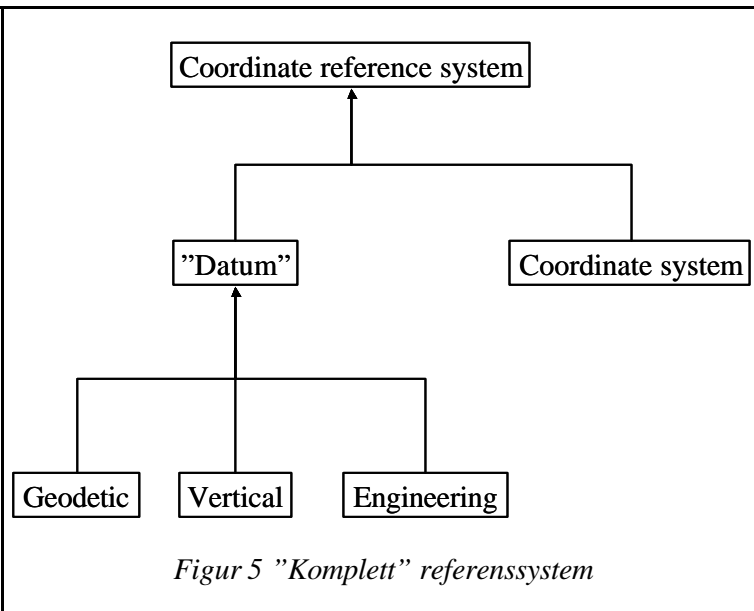 Coordinate reference system
”Datum”
Coordinate system
Geodetic
Vertical
Engineering
Figur 5 ”Komplett” referenssystem